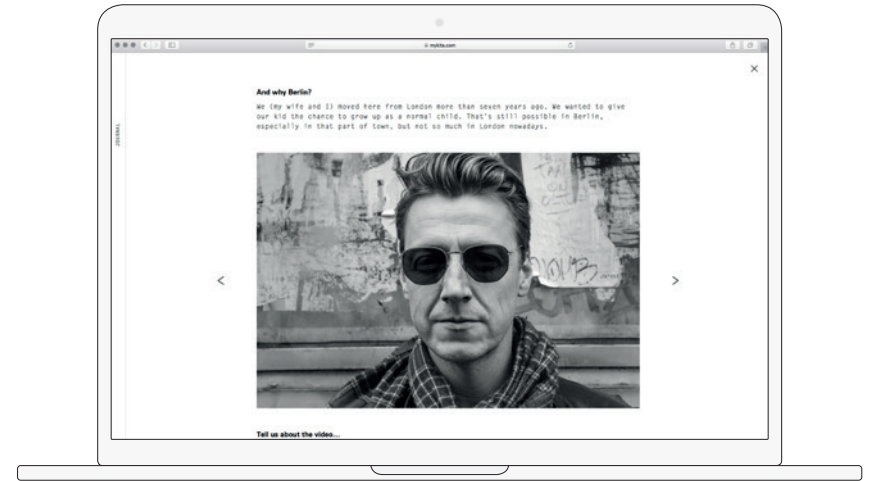 mykita.com
JOURNAL
And why Berlin?
We (my wife and I) moved here from London more than seven years ago. We wanted to give
our kid the chance to grow up as a normal child. That's still possible in Berlin,
especially in that part of town, but not so much in London nowadays.
Tell us about the video...